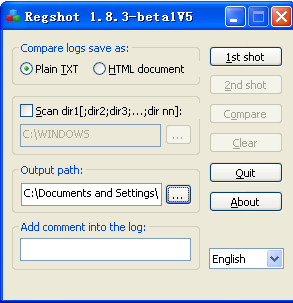 Regshot 1.8.3-beta1V5
Compare logs save as:
Plain TXT
HTML document
1st shot
2nd shot
Scan dir1[;dir2;dir3;...;dir nn]:
Compare
C:\WINDOWS
...
Clear
Output path:
Quit
C:\Documents and Settings\
...
About
Add comment into the log:
English